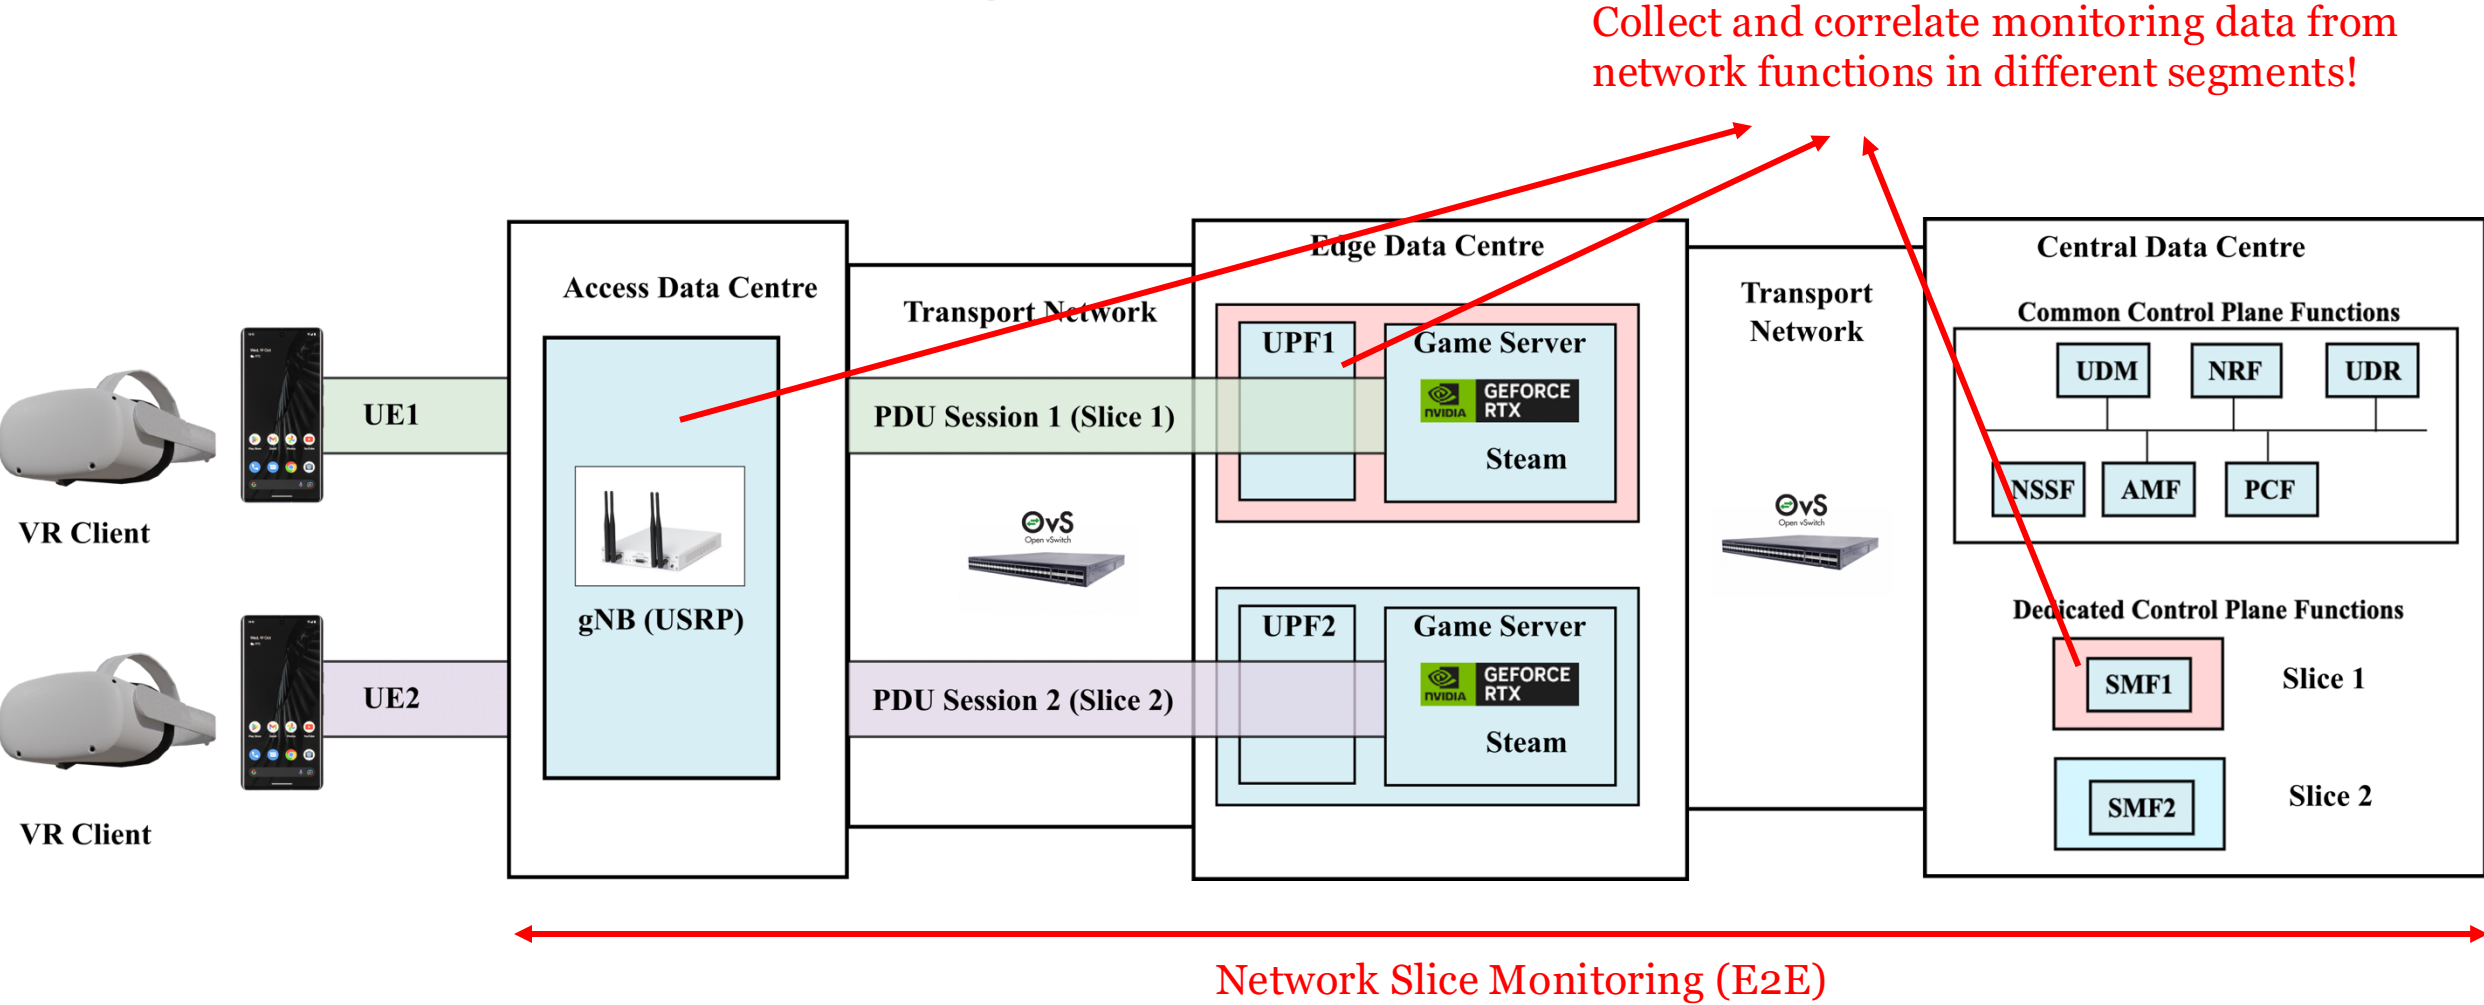 Collect and correlate monitoring data from
network functions in different segments!
Access Data Centre
Transport Network
Edge Data Centre
Transport
Network
Central Data Centre
Common Control Plane Functions
UDM
NRF
UDR
NSSF
AMF
PCF
Dedicated Control Plane Functions
SMF1
Slice 1
SMF2
Slice 2
VR Client
UE1
PDU Session 1 (Slice 1)
UPF1
Game Server
NVIDIA
GEFORCE
RTX
Steam
gNB (USRP)
OvS
Open vSwitch
OvS
Open vSwitch
VR Client
UE2
PDU Session 2 (Slice 2)
UPF2
Game Server
NVIDIA
GEFORCE
RTX
Steam
Network Slice Monitoring (E2E)